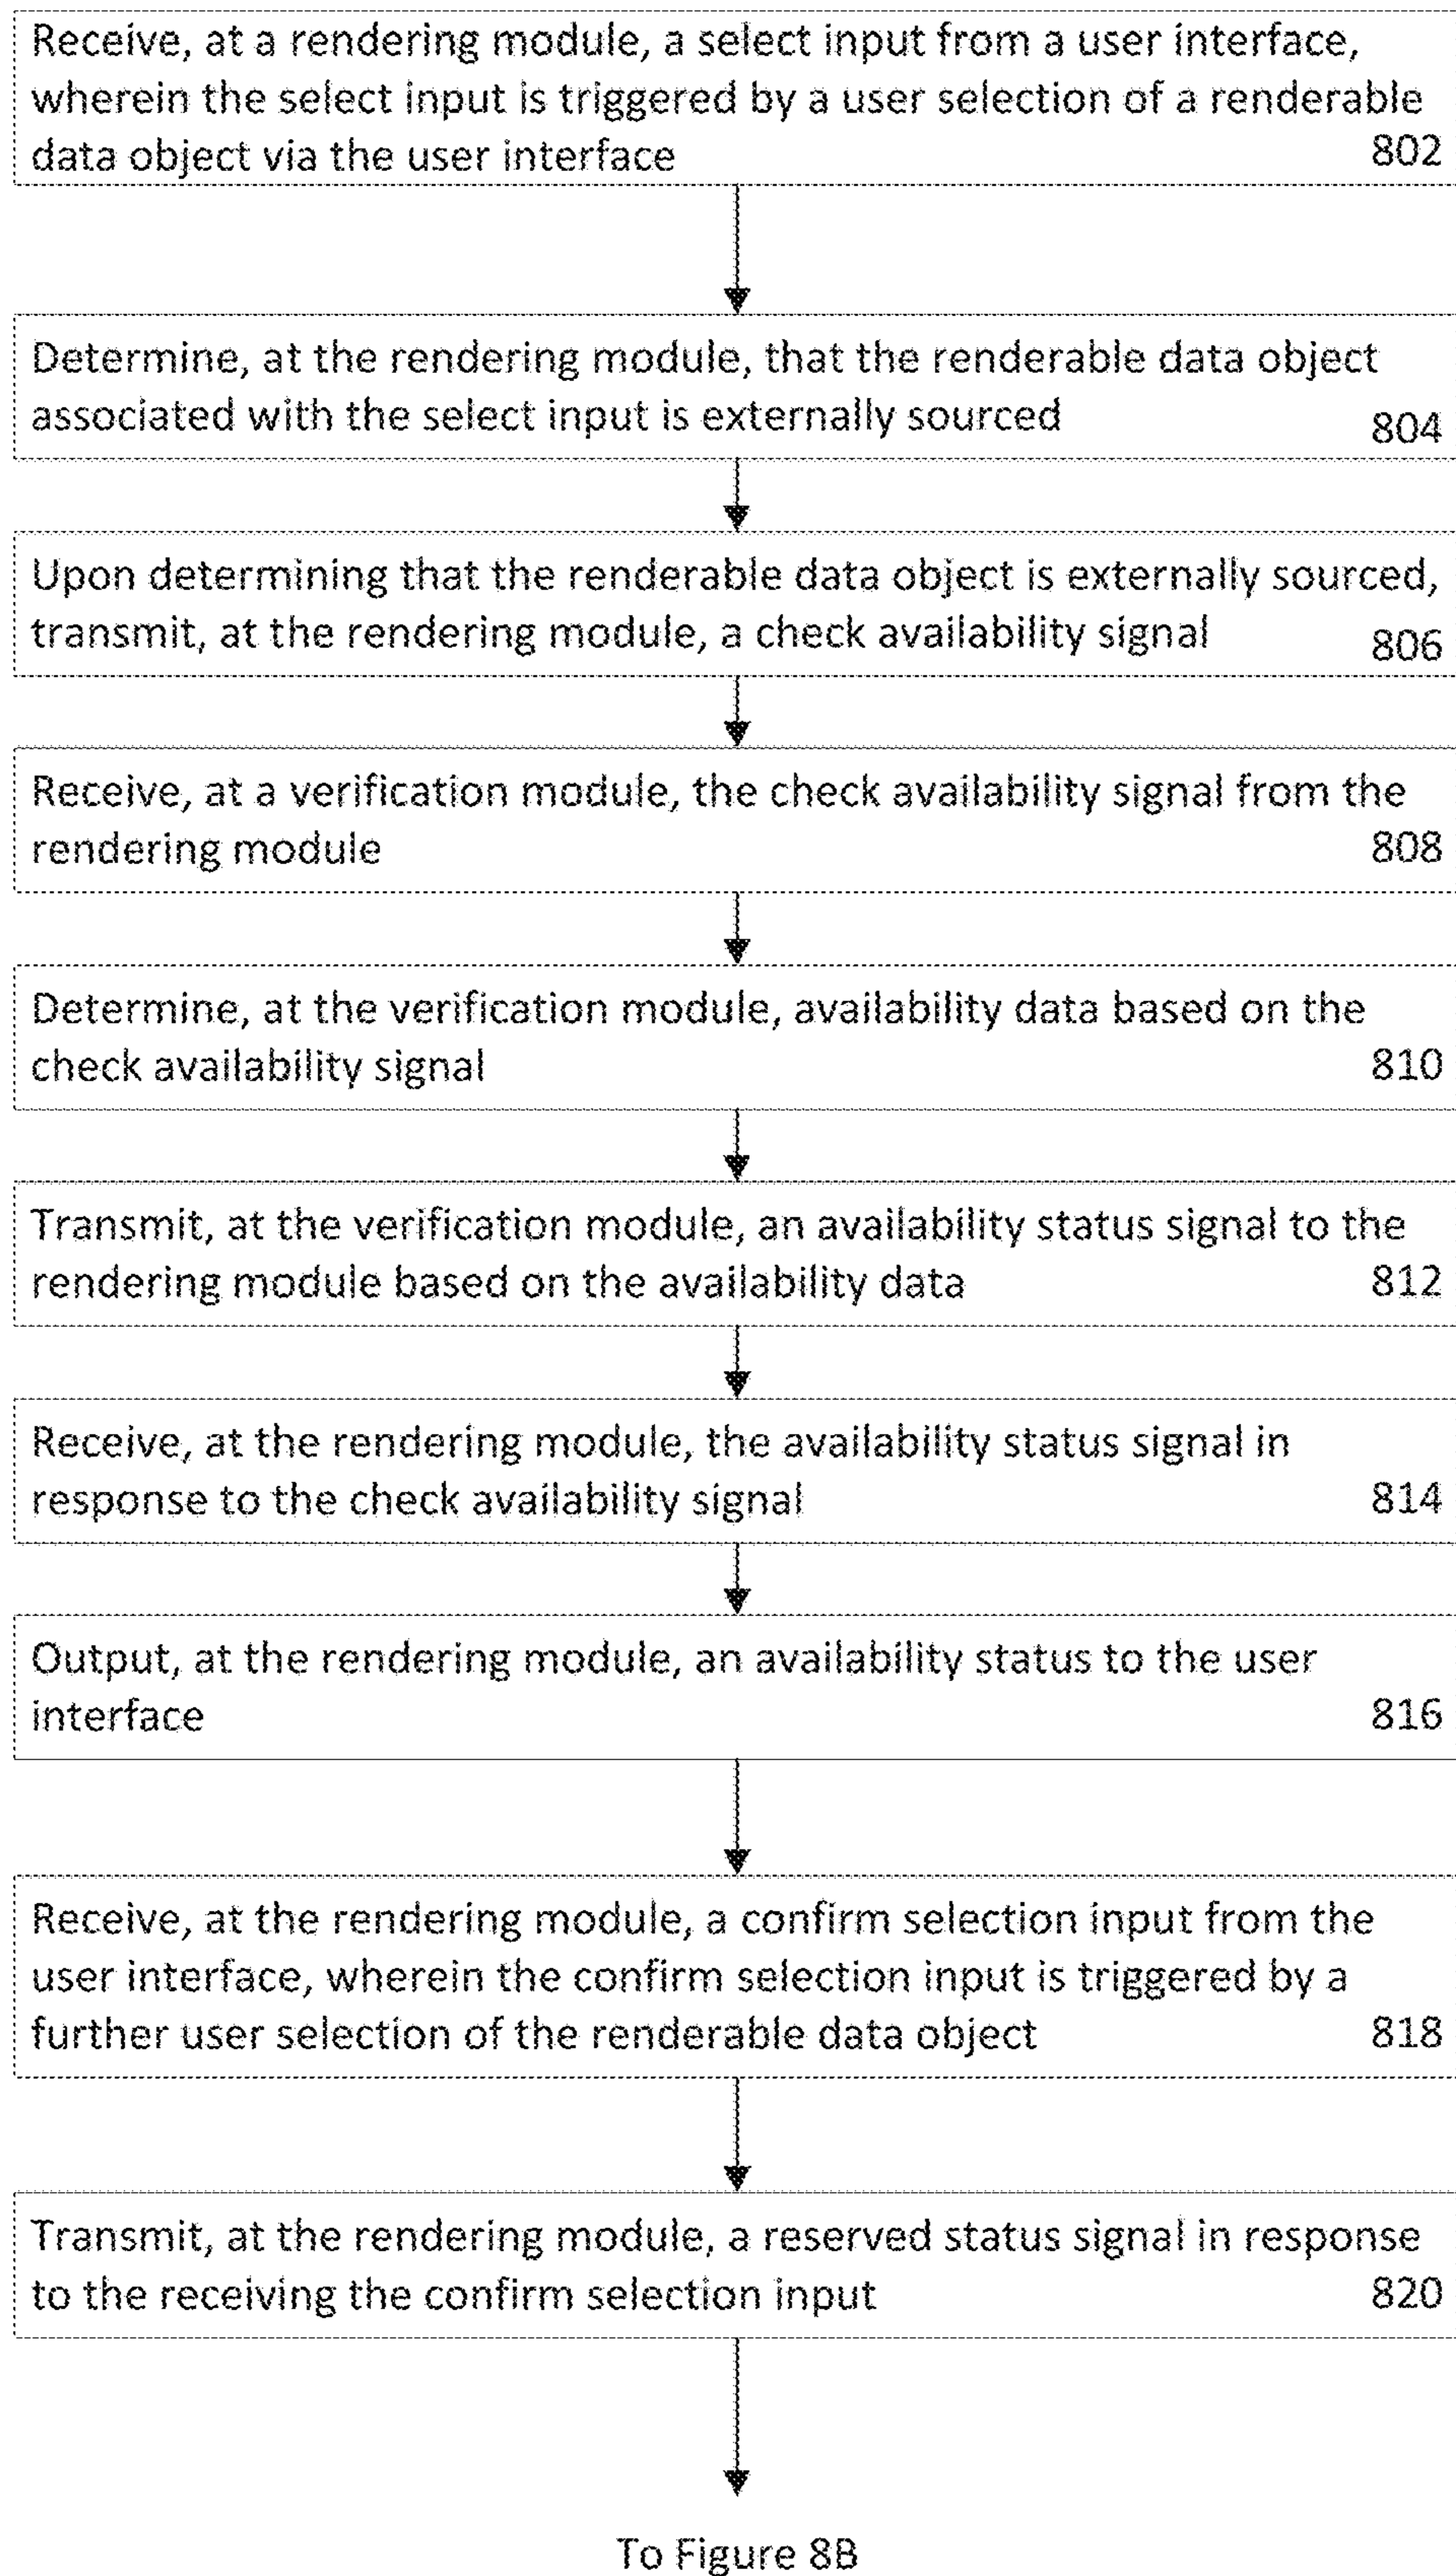 Receive, at a rendering module, a select input from a user interface,
wherein the select input is triggered by a user selection of a renderable
data object via the user interface 802
Determine, at the rendering module, that the renderable data object
associated with the select input is externally sourced 804
Upon determining that the renderable data object is externally sourced,
transmit, at the rendering module, a check availability signal 806
Receive, at a verification module, the check availability signal from the
rendering module 808
Determine, at the verification module, availability data based on the
check availability signal 810
Transmit, at the verification module, an availability status signal to the
rendering module based on the availability data 812
Receive, at the rendering module, the availability status signal in
response to the check availability signal 814
Output, at the rendering module, an availability status to the user
interface 816
Receive, at the rendering module, a confirm selection input from the
user interface, wherein the confirm selection input is triggered by a
further user selection of the renderable data object 818
Transmit, at the rendering module, a reserved status signal in response
to the receiving the confirm selection input 820
To Figure 8B